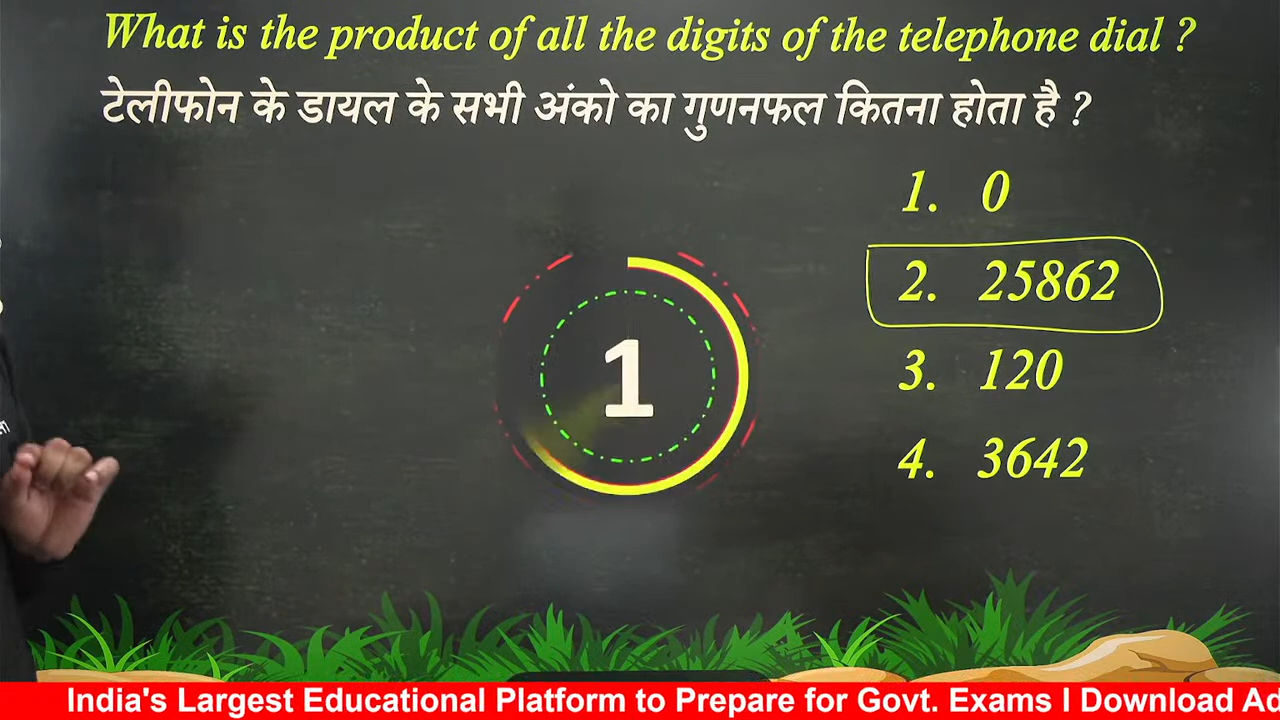 What is the product of all the digits of the telephone dial ?
टेलीफोन के डायल के सभी अंको का गुणनफल कितना होता है ?
1. 0
2. 25862
1
3. 120
4. 3642
India's Largest Educational Platform to Prepare for Govt. Exams I Download Ad